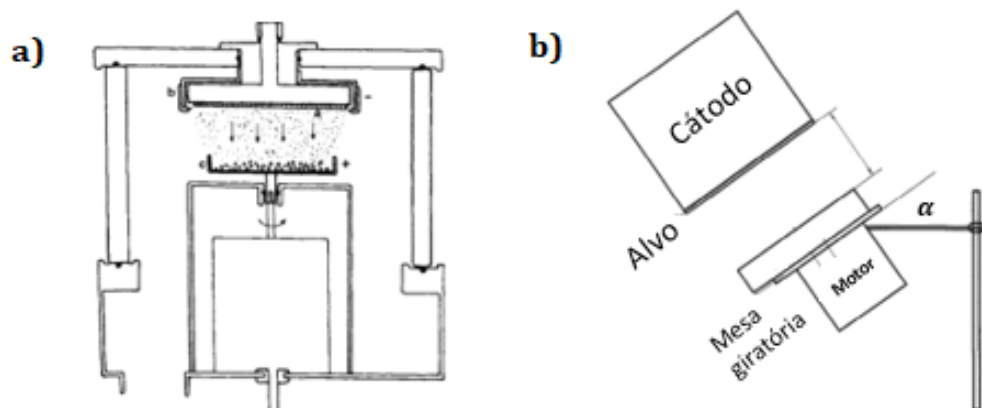 a)
b
-
A
c
+
b)
Cátodo
Alvo
α
Motor
Mesa
giratória